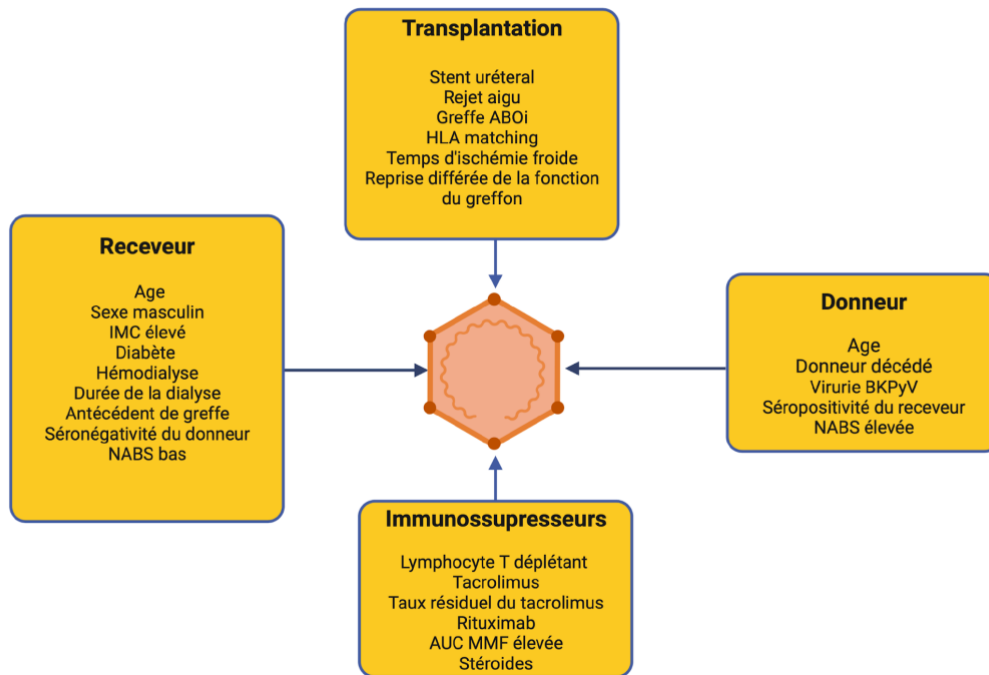 Transplantation
Stent uréteral
Rejet aigu
Greffe ABOi
HLA matching
Temps d'ischémie froide
Reprise différée de la fonction
du greffon
Receveur
Age
Sexe masculin
IMC élevé
Diabète
Hémodialyse
Durée de la dialyse
Antécédent de greffe
Séronégativité du donneur
NABS bas
Donneur
Age
Donneur décédé
Virurie BKPyV
Séropositivité du receveur
NABS élevée
Immunossupresseurs
Lymphocyte T déplétant
Tacrolimus
Taux résiduel du tacrolimus
Rituximab
AUC MMF élevée
Stéroides